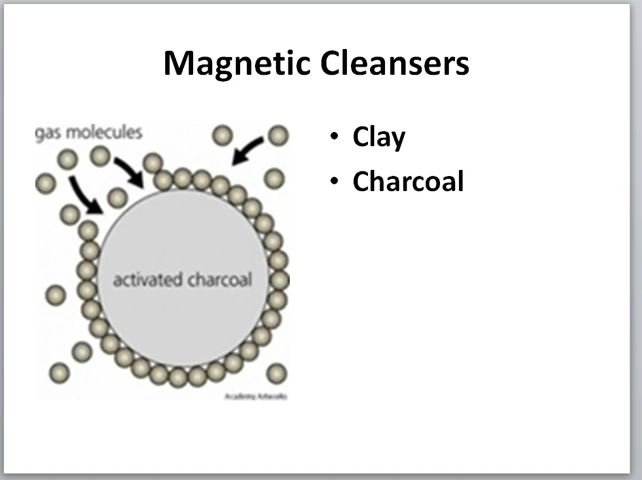 Magnetic Cleansers
gas molecules
activated charcoal
• Clay
• Charcoal